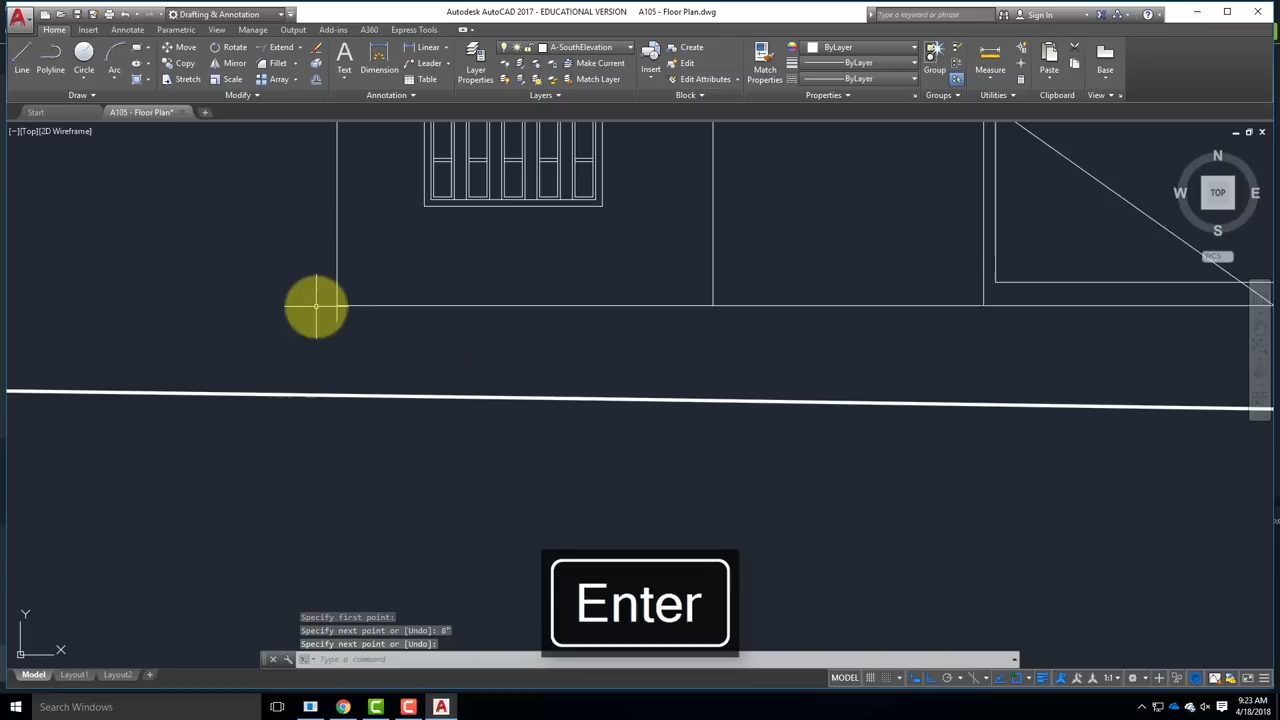 Drafting & Annotation
Autodesk AutoCAD 2017 - EDUCATIONAL VERSION A105 - Floor Plan.dwg
Type a keyword or phrase
Sign In
Home Insert Annotate Parametric View Manage Output Add-ins A360 Express Tools
Line Polyline Circle Arc
Move Rotate Extend
Copy Mirror Fillet
Stretch Scale Array
Text Dimension
Linear
Leader
Table
Layer Properties
A-SouthElevation
Make Current
Match Layer
Insert
Create
Edit
Edit Attributes
Match Properties
ByLayer
ByLayer
ByLayer
Group Measure Paste Base
Draw Modify Annotation Layers Block Properties Groups Utilities Clipboard View
Start A105 - Floor Plan*
[−][Top][2D Wireframe]
N
W TOP E
S
WCS
Enter
Y
X
Specify first point:
Specify next point or [Undo]: 8"
Specify next point or [Undo]:
Type a command
Model Layout1 Layout2
MODEL 1:1
Search Windows
9:23 AM
4/18/2018